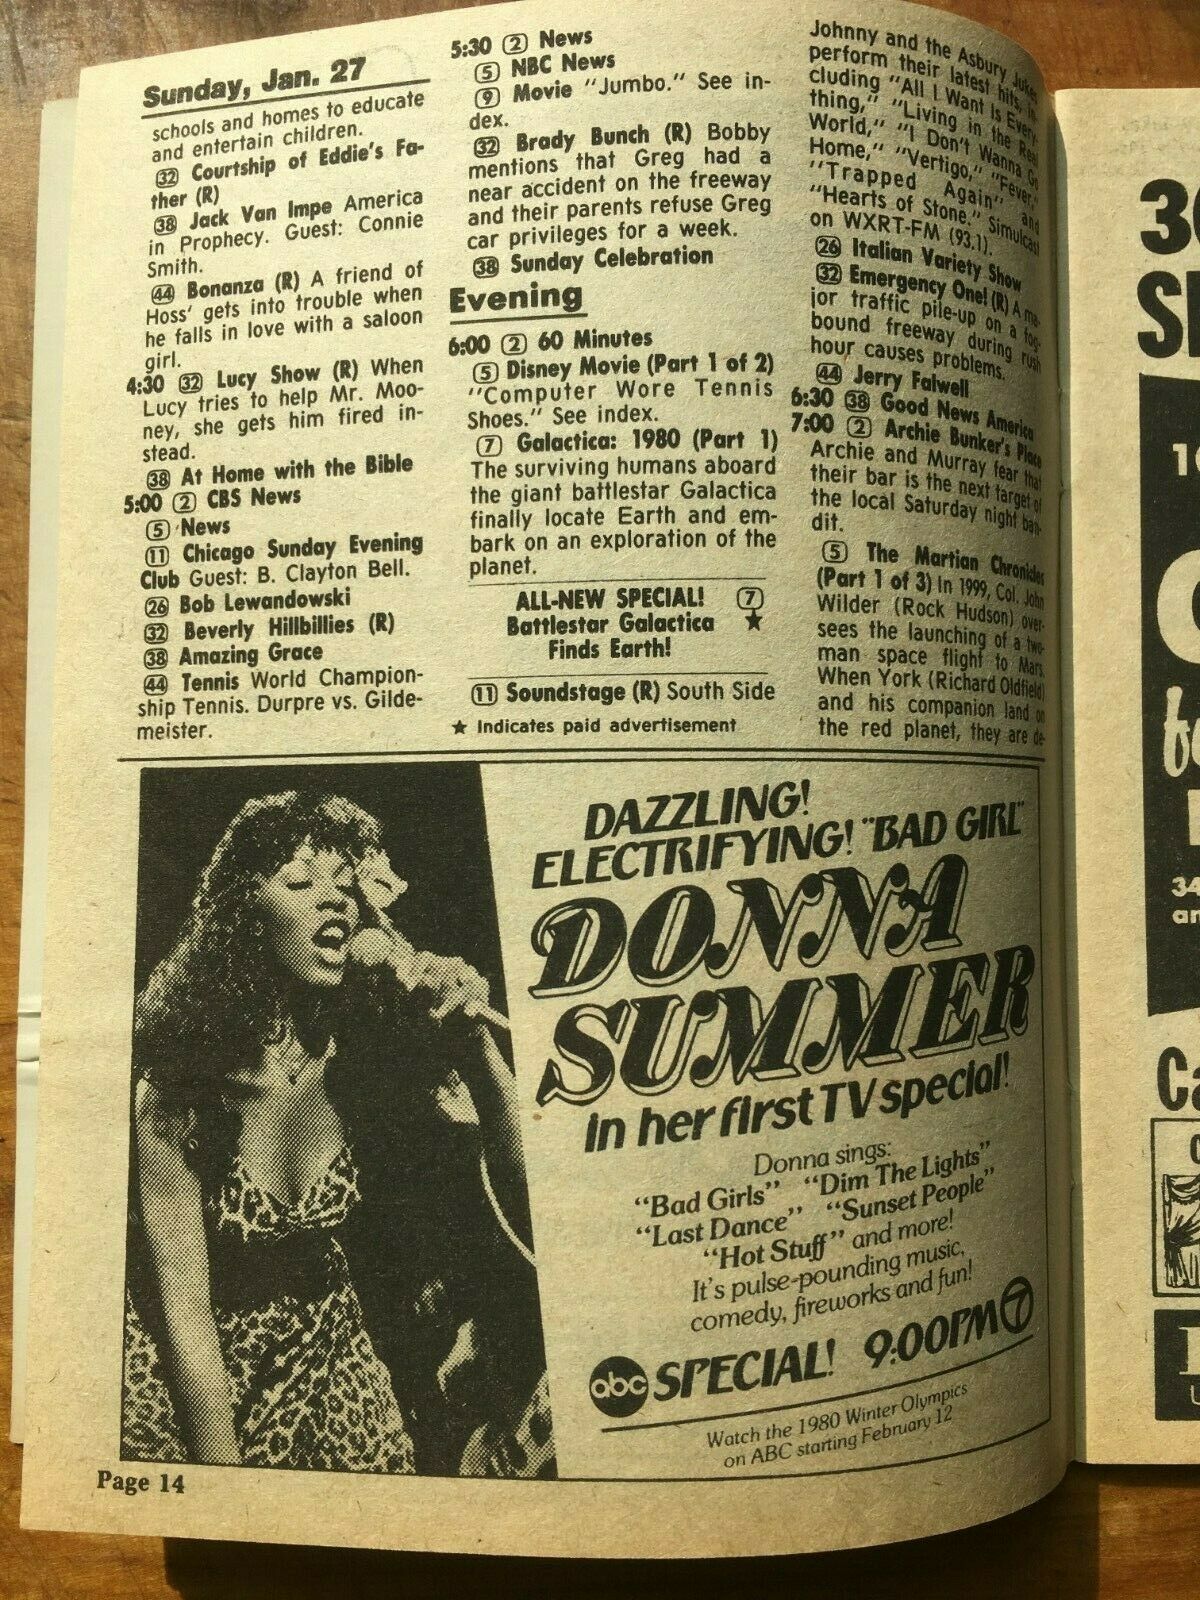 Sunday, Jan. 27
schools and homes to educate
and entertain children.
32 Courtship of Eddie's Fa-
ther (R)
38 Jack Van Impe America
in Prophecy. Guest: Connie
Smith.
44 Bonanza (R) A friend of
Hoss' gets into trouble when
he falls in love with a saloon
girl.
4:30 32 Lucy Show (R) When
Lucy tries to help Mr. Moo-
ney, she gets him fired in-
stead.
38 At Home with the Bible
5:00 2 CBS News
5 News
11 Chicago Sunday Evening
Club Guest: B. Clayton Bell.
26 Bob Lewandowski
32 Beverly Hillbillies (R)
38 Amazing Grace
44 Tennis World Champion-
ship Tennis. Durpre vs. Gilde-
meister.
5:30 2 News
5 NBC News
9 Movie "Jumbo." See in-
dex.
32 Brady Bunch (R) Bobby
mentions that Greg had a
near accident on the freeway
and their parents refuse Greg
car privileges for a week.
38 Sunday Celebration
Evening
6:00 2 60 Minutes
5 Disney Movie (Part 1 of 2)
"Computer Wore Tennis
Shoes." See index.
7 Galactica: 1980 (Part 1)
The surviving humans aboard
the giant battlestar Galactica
finally locate Earth and em-
bark on an exploration of the
planet.
ALL-NEW SPECIAL! 7
Battlestar Galactica ★
Finds Earth!
11 Soundstage (R) South Side
★ Indicates paid advertisement
Johnny and the Asbury Jukes
perform their latest hits, in-
cluding "All I Want Is Every-
thing," "Living in the Real
World," "I Don't Wanna Go
Home," "Vertigo," "Fever,"
"Trapped Again" and
"Hearts of Stone." Simulcast
on WXRT-FM (93.1).
26 Italian Variety Show
32 Emergency One! (R) A ma-
jor traffic pile-up on a fog-
bound freeway during rush
hour causes problems.
44 Jerry Falwell
6:30 38 Good News America
7:00 2 Archie Bunker's Place
Archie and Murray fear that
their bar is the next target of
the local Saturday night ban-
dit.
5 The Martian Chronicles
(Part 1 of 3) In 1999, Col. John
Wilder (Rock Hudson) over-
sees the launching of a two-
man space flight to Mars.
When York (Richard Oldfield)
and his companion land on
the red planet, they are de-
DAZZLING!
ELECTRIFYING! "BAD GIRL"
DONNA
SUMMER
in her first TV special!
Donna sings:
"Bad Girls" "Dim The Lights"
"Last Dance" "Sunset People"
"Hot Stuff" and more!
It's pulse-pounding music,
comedy, fireworks and fun!
abc SPECIAL! 9:00PM 7
Watch the 1980 Winter Olympics
on ABC starting February 12
Page 14
34